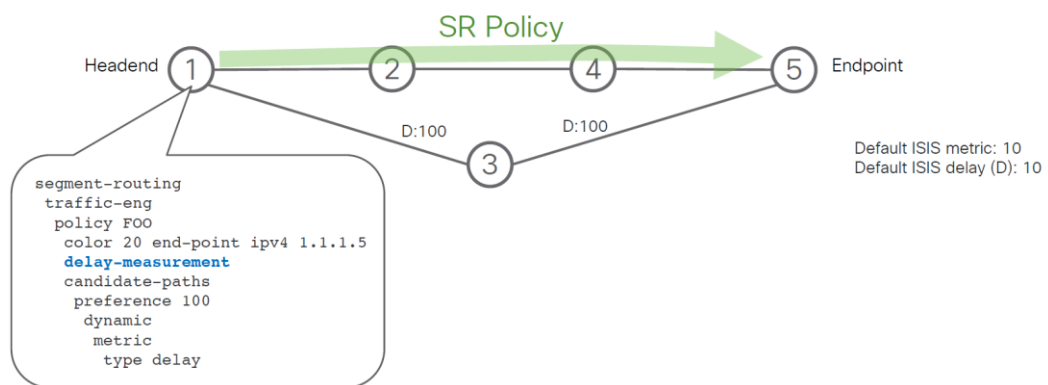 SR Policy
Headend
1
2
4
5
Endpoint
D:100
D:100
3
Default ISIS metric: 10
Default ISIS delay (D): 10
segment-routing
traffic-eng
policy FOO
color 20 end-point ipv4 1.1.1.5
delay-measurement
candidate-paths
preference 100
dynamic
metric
type delay